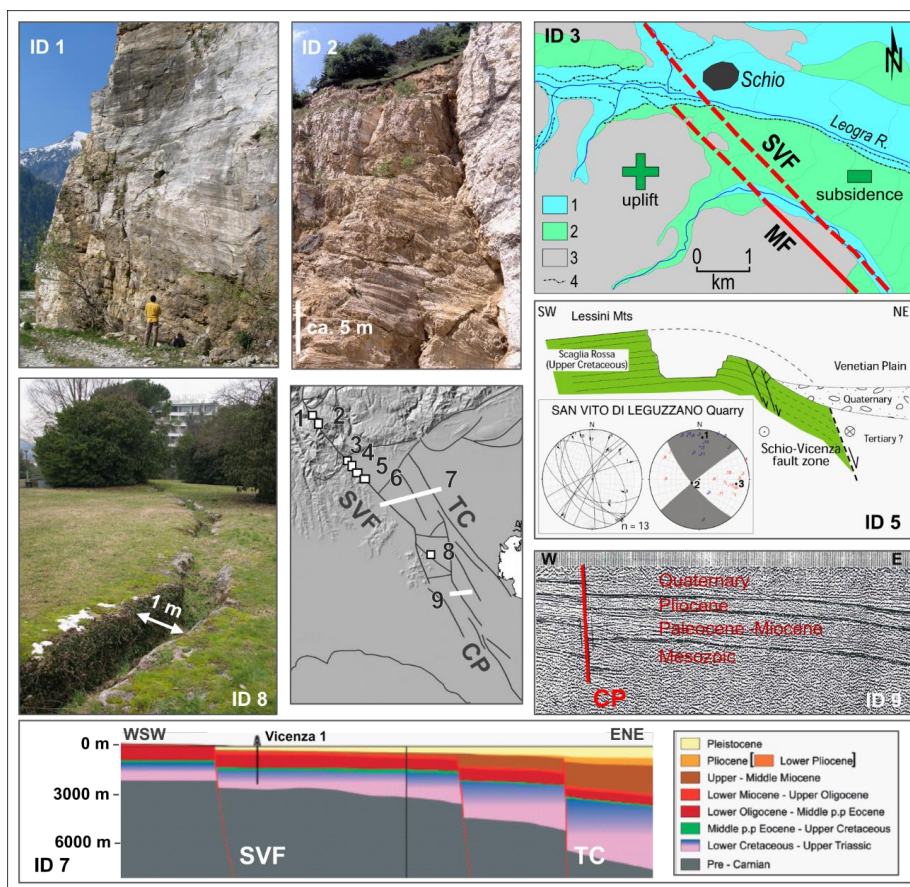 ID 1
ID 2
ca. 5 m
ID 3
N
Schio
Leogra R.
SVF
MF
uplift
subsidence
1
2
3
4
0 1
km
SW
NE
Lessini Mts
Scaglia Rossa
(Upper Cretaceous)
Venetian Plain
Quaternary
Tertiary ?
SAN VITO DI LEGUZZANO Quarry
N
N
1
2
3
n = 13
Schio-Vicenza
fault zone
ID 5
1 m
ID 8
1
2
3
4
5
6
7
8
9
SVF
TC
CP
W
E
Quaternary
Pliocene
Paleocene -Miocene
Mesozoic
CP
ID 9
WSW
ENE
Vicenza 1
0 m
3000 m
6000 m
SVF
TC
ID 7
Pleistocene
Pliocene [ Lower Pliocene]
Upper - Middle Miocene
Lower Miocene - Upper Oligocene
Lower Oligocene - Middle p.p Eocene
Middle p.p Eocene - Upper Cretaceous
Lower Cretaceous - Upper Triassic
Pre - Carnian